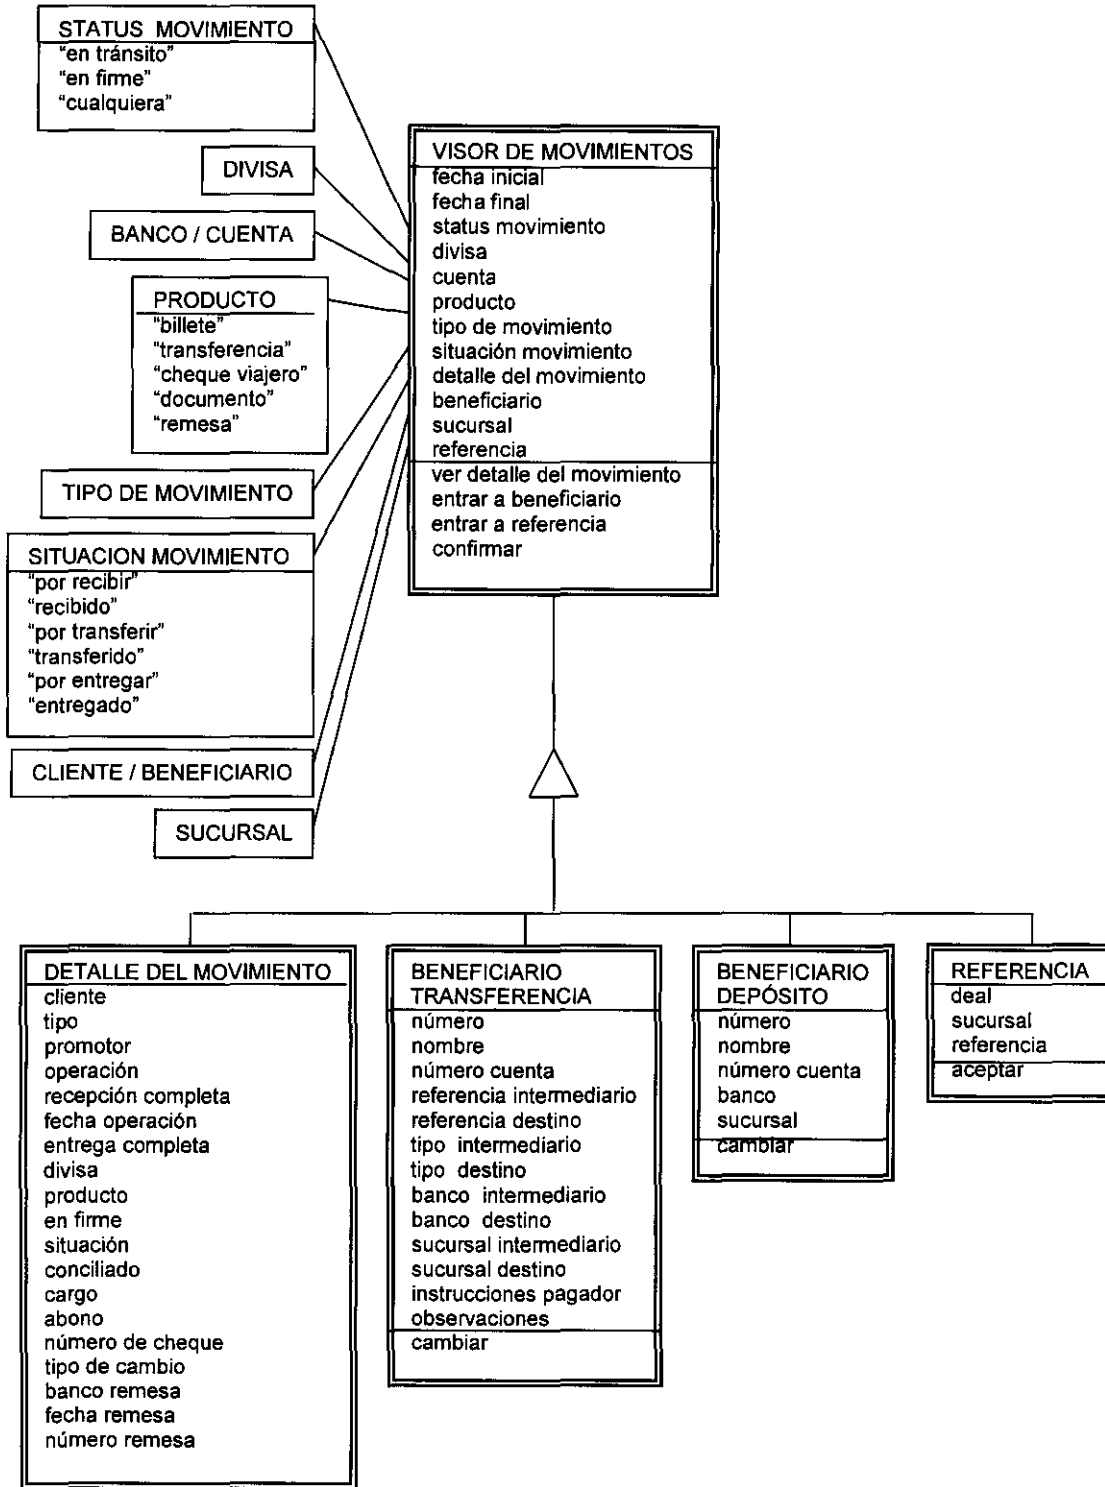 STATUS MOVIMIENTO
"en tránsito"
"en firme"
"cualquiera"
DIVISA
BANCO / CUENTA
PRODUCTO
"billete"
"transferencia"
"cheque viajero"
"documento"
"remesa"
TIPO DE MOVIMIENTO
SITUACION MOVIMIENTO
"por recibir"
"recibido"
"por transferir"
"transferido"
"por entregar"
"entregado"
CLIENTE / BENEFICIARIO
SUCURSAL
VISOR DE MOVIMIENTOS
fecha inicial
fecha final
status movimiento
divisa
cuenta
producto
tipo de movimiento
situación movimiento
detalle del movimiento
beneficiario
sucursal
referencia
ver detalle del movimiento
entrar a beneficiario
entrar a referencia
confirmar
DETALLE DEL MOVIMIENTO
cliente
tipo
promotor
operación
recepción completa
fecha operación
entrega completa
divisa
producto
en firme
situación
conciliado
cargo
abono
número de cheque
tipo de cambio
banco remesa
fecha remesa
número remesa
BENEFICIARIO
TRANSFERENCIA
número
nombre
número cuenta
referencia intermediario
referencia destino
tipo intermediario
tipo destino
banco intermediario
banco destino
sucursal intermediario
sucursal destino
instrucciones pagador
observaciones
cambiar
BENEFICIARIO
DEPÓSITO
número
nombre
número cuenta
banco
sucursal
cambiar
REFERENCIA
deal
sucursal
referencia
aceptar